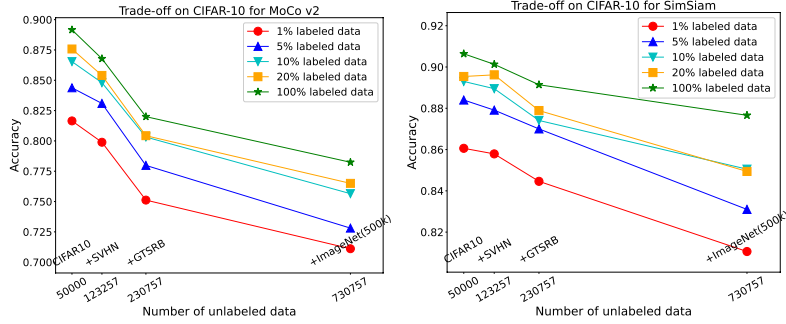 Trade-off on CIFAR-10 for MoCo v2
0.900
0.875
0.850
0.825
0.800
0.775
0.750
0.725
0.700
Accuracy
1% labeled data
5% labeled data
10% labeled data
20% labeled data
100% labeled data
CIFAR10
+SVHN
+GTSRB
+ImageNet(500k)
50000
123257
230757
730757
Number of unlabeled data
Trade-off on CIFAR-10 for SimSiam
0.92
0.90
0.88
0.86
0.84
0.82
Accuracy
1% labeled data
5% labeled data
10% labeled data
20% labeled data
100% labeled data
CIFAR10
+SVHN
+GTSRB
+ImageNet(500k)
50000
123257
230757
730757
Number of unlabeled data